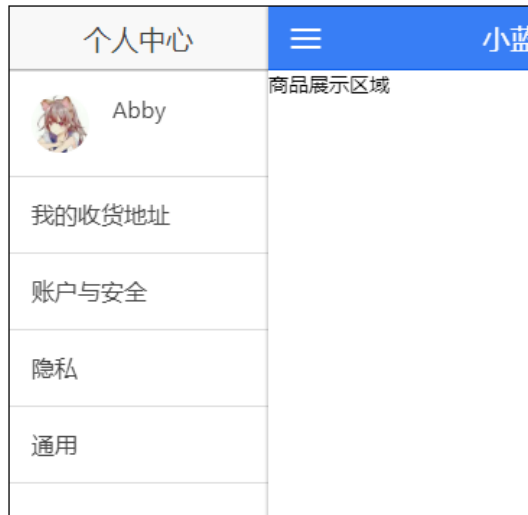 个人中心
小蓝
商品展示区域
Abby
我的收货地址
账户与安全
隐私
通用